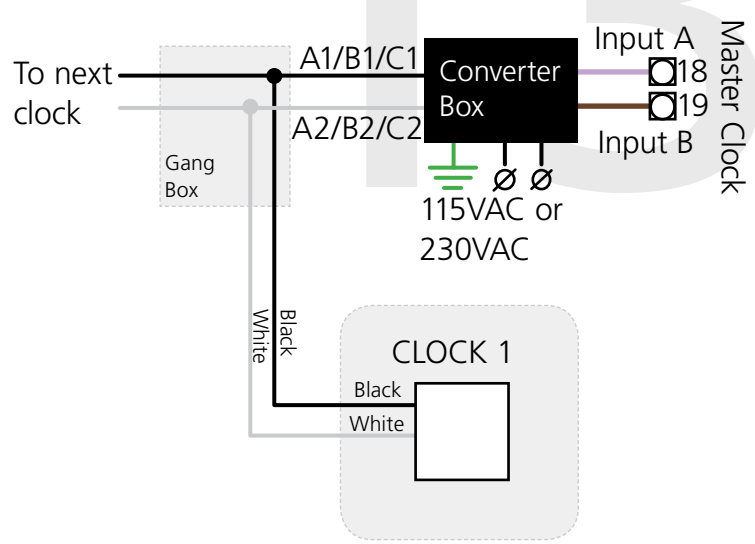 To next
clock
A1/B1/C1
A2/B2/C2
Gang
Box
Converter
Box
Input A
18
19
Input B
Master Clock
115VAC or
230VAC
Black
White
CLOCK 1
Black
White